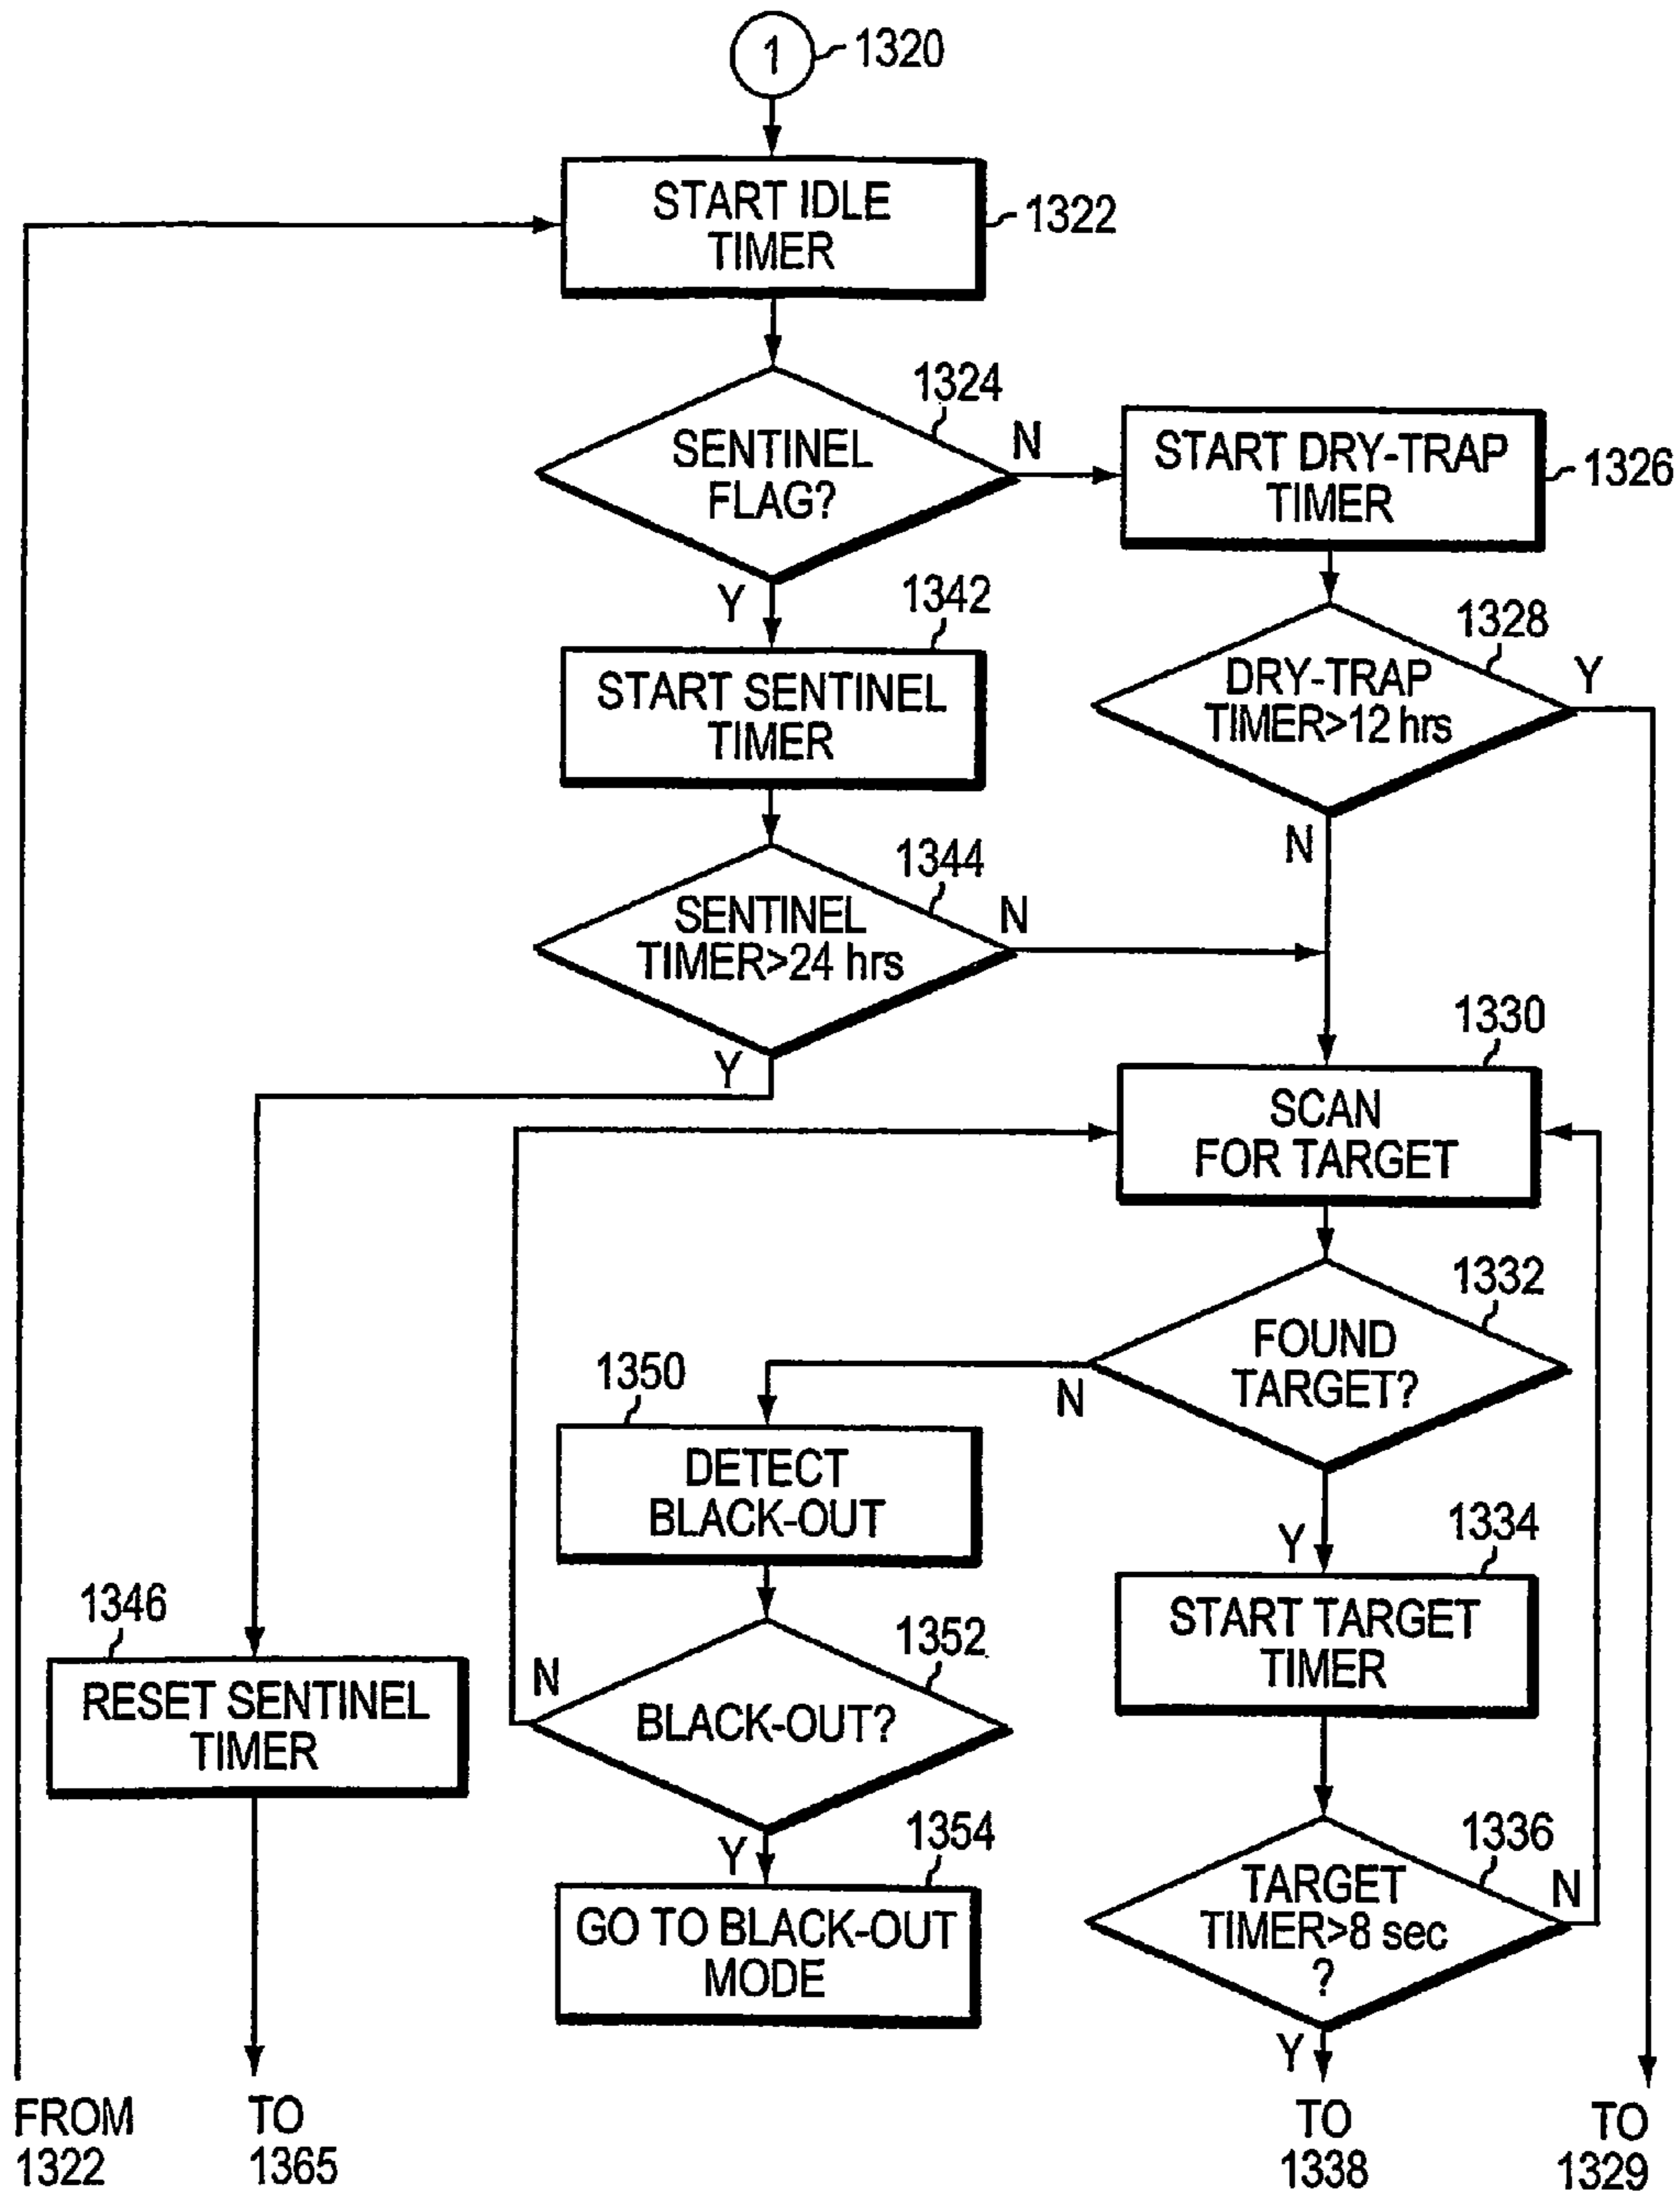 1
1320
START IDLE
TIMER
1322
1324
SENTINEL
FLAG?
N
Y
START DRY-TRAP
TIMER
1326
1342
START SENTINEL
TIMER
1328
DRY-TRAP
TIMER>12 hrs
Y
N
1344
SENTINEL
TIMER>24 hrs
N
Y
1330
SCAN
FOR TARGET
1332
FOUND
TARGET?
N
Y
1350
DETECT
BLACK-OUT
1334
START TARGET
TIMER
1346
RESET SENTINEL
TIMER
1352
BLACK-OUT?
N
Y
1354
GO TO BLACK-OUT
MODE
1336
TARGET
TIMER>8 sec
?
N
Y
FROM
1322
TO
1365
TO
1338
TO
1329